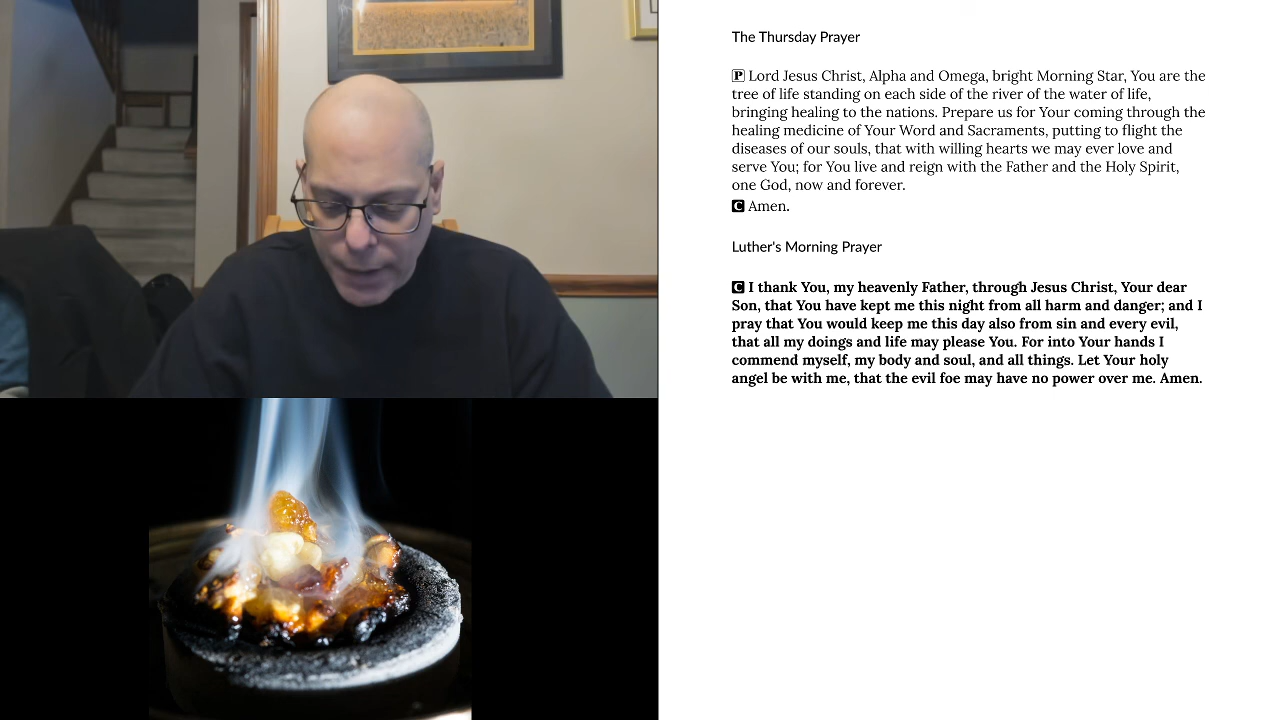 The Thursday Prayer
P Lord Jesus Christ, Alpha and Omega, bright Morning Star, You are the
tree of life standing on each side of the river of the water of life,
bringing healing to the nations. Prepare us for Your coming through the
healing medicine of Your Word and Sacraments, putting to flight the
diseases of our souls, that with willing hearts we may ever love and
serve You; for You live and reign with the Father and the Holy Spirit,
one God, now and forever.
C Amen.
Luther's Morning Prayer
C I thank You, my heavenly Father, through Jesus Christ, Your dear
Son, that You have kept me this night from all harm and danger; and I
pray that You would keep me this day also from sin and every evil,
that all my doings and life may please You. For into Your hands I
commend myself, my body and soul, and all things. Let Your holy
angel be with me, that the evil foe may have no power over me. Amen.